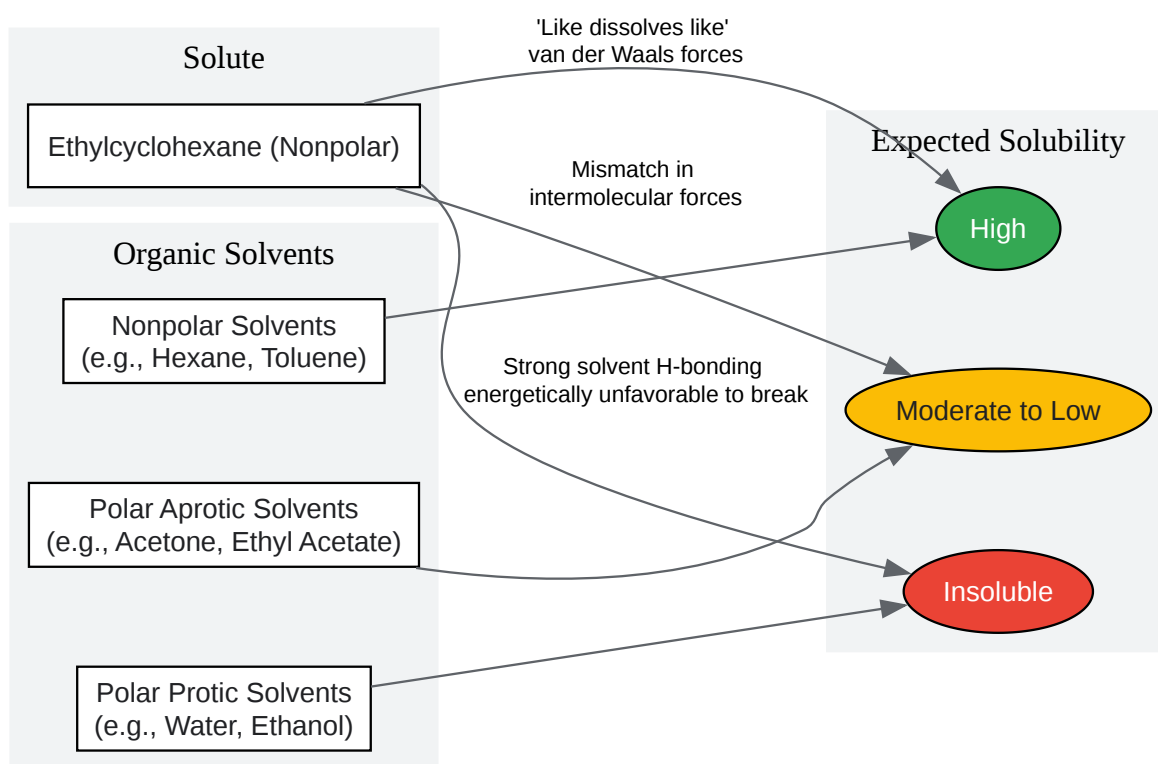 'Like dissolves like'
van der Waals forces
Solute
Ethylcyclohexane (Nonpolar)
Expected Solubility
Mismatch in
intermolecular forces
High
Organic Solvents
Nonpolar Solvents
(e.g., Hexane, Toluene)
Strong solvent H-bonding
energetically unfavorable to break
Moderate to Low
Polar Aprotic Solvents
(e.g., Acetone, Ethyl Acetate)
Insoluble
Polar Protic Solvents
(e.g., Water, Ethanol)